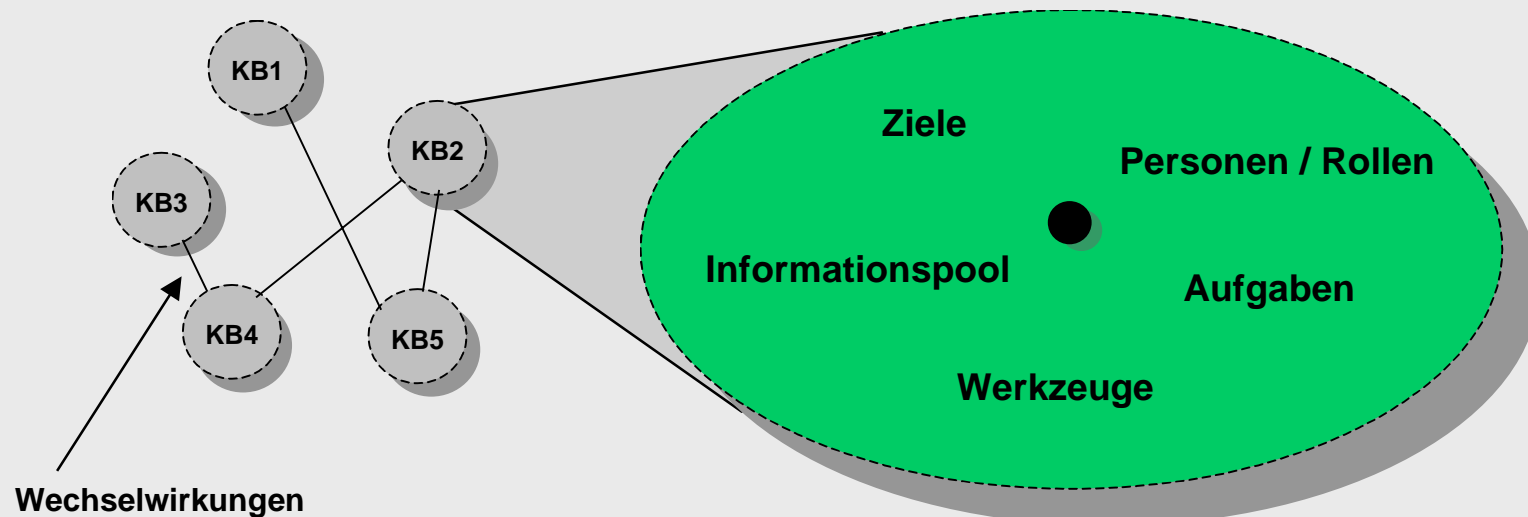 KB1
KB2
KB3
KB4
KB5
Wechselwirkungen
Ziele
Personen / Rollen
Informationspool
Aufgaben
Werkzeuge